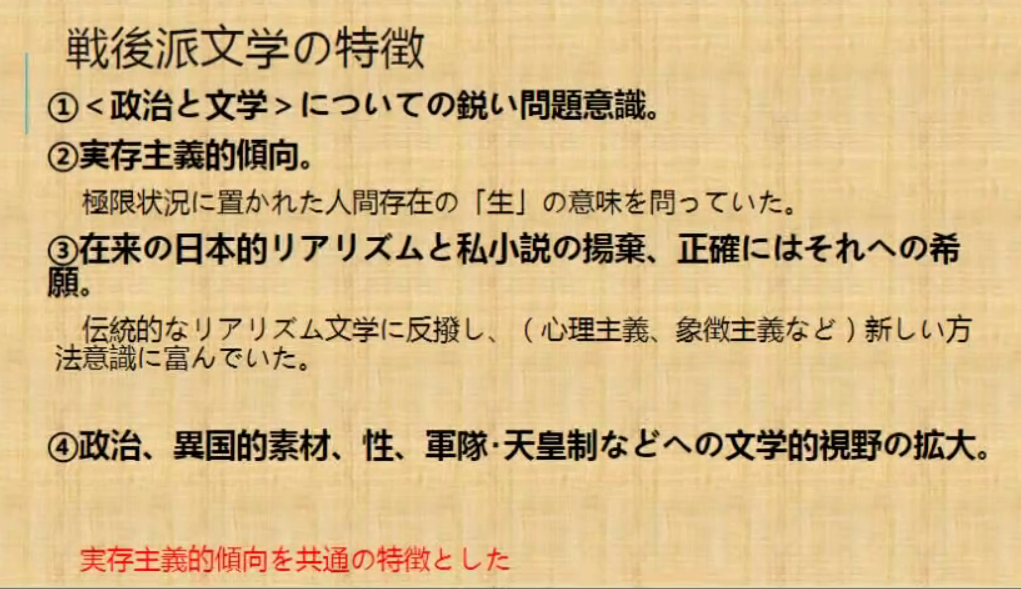 戦後派文学の特徴
①<政治と文学>についての鋭い問題意識。
②実存主義的傾向。
極限状況に置かれた人間存在の「生」の意味を問っていた。
③在来の日本的リアリズムと私小説の揚棄、正確にはそれへの希
願。
伝統的なリアリズム文学に反撥し、(心理主義、象徴主義など)新しい方
法意識に富んでいた。
④政治、異国的素材、性、軍隊·天皇制などへの文学的視野の拡大。
実存主義的傾向を共通の特徴とした